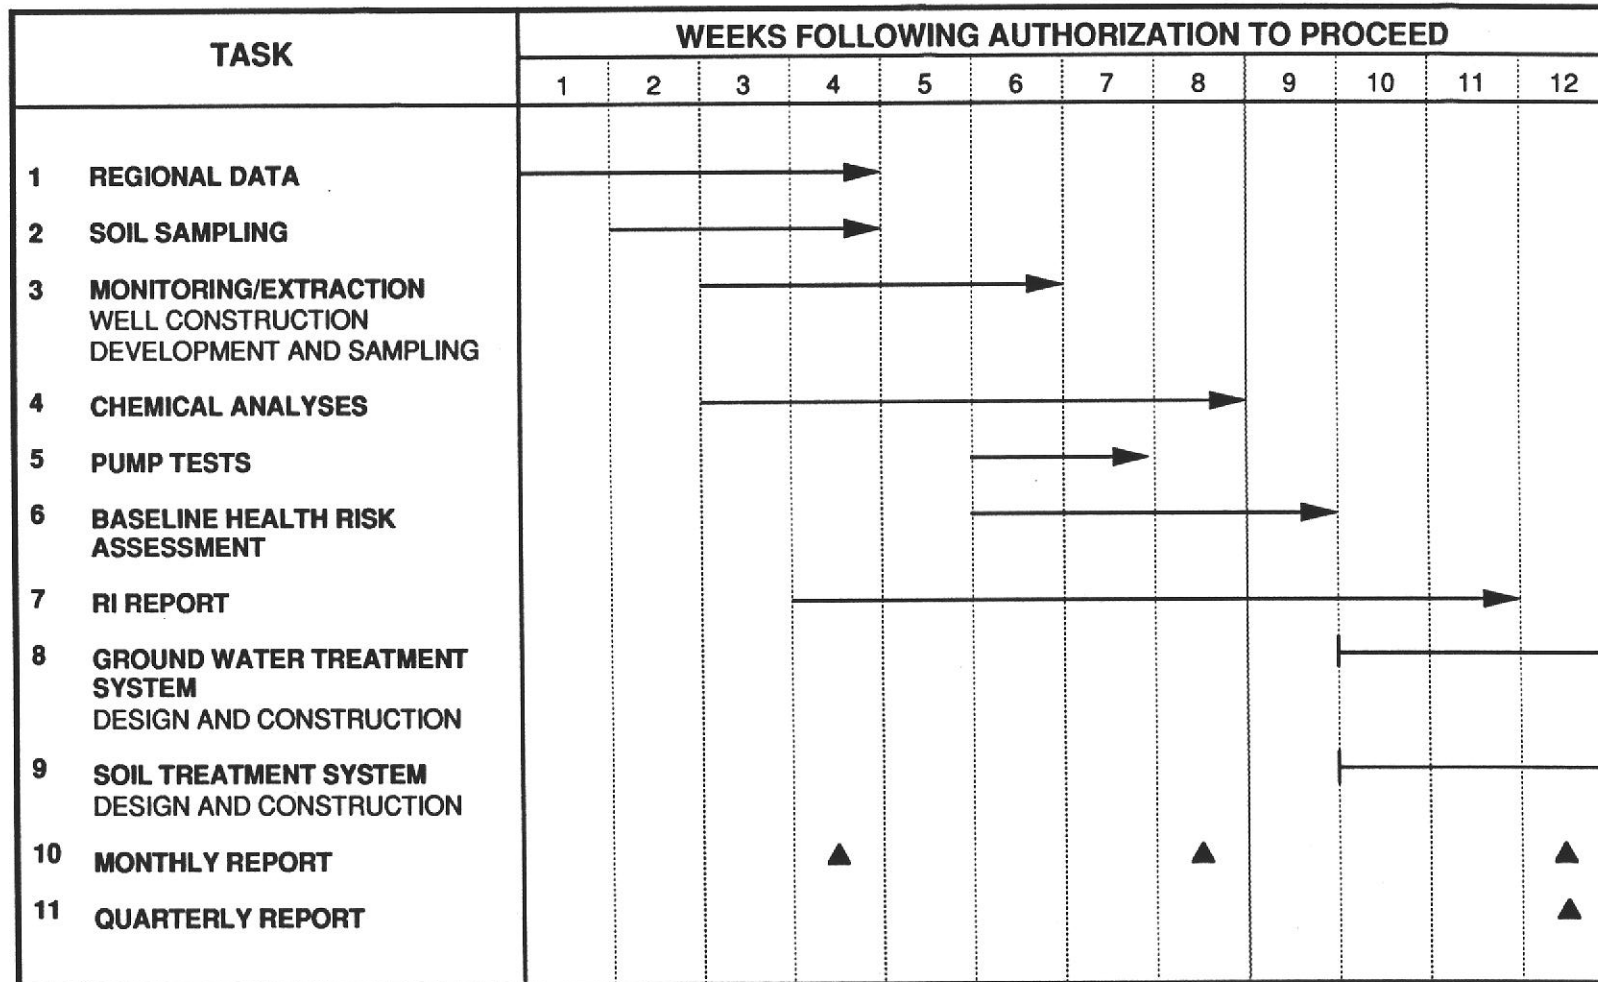 TASK
WEEKS FOLLOWING AUTHORIZATION TO PROCEED
1 2 3 4 5 6 7 8 9 10 11 12
1 REGIONAL DATA
2 SOIL SAMPLING
3 MONITORING/EXTRACTION
WELL CONSTRUCTION
DEVELOPMENT AND SAMPLING
4 CHEMICAL ANALYSES
5 PUMP TESTS
6 BASELINE HEALTH RISK
ASSESSMENT
7 RI REPORT
8 GROUND WATER TREATMENT
SYSTEM
DESIGN AND CONSTRUCTION
9 SOIL TREATMENT SYSTEM
DESIGN AND CONSTRUCTION
10 MONTHLY REPORT
11 QUARTERLY REPORT